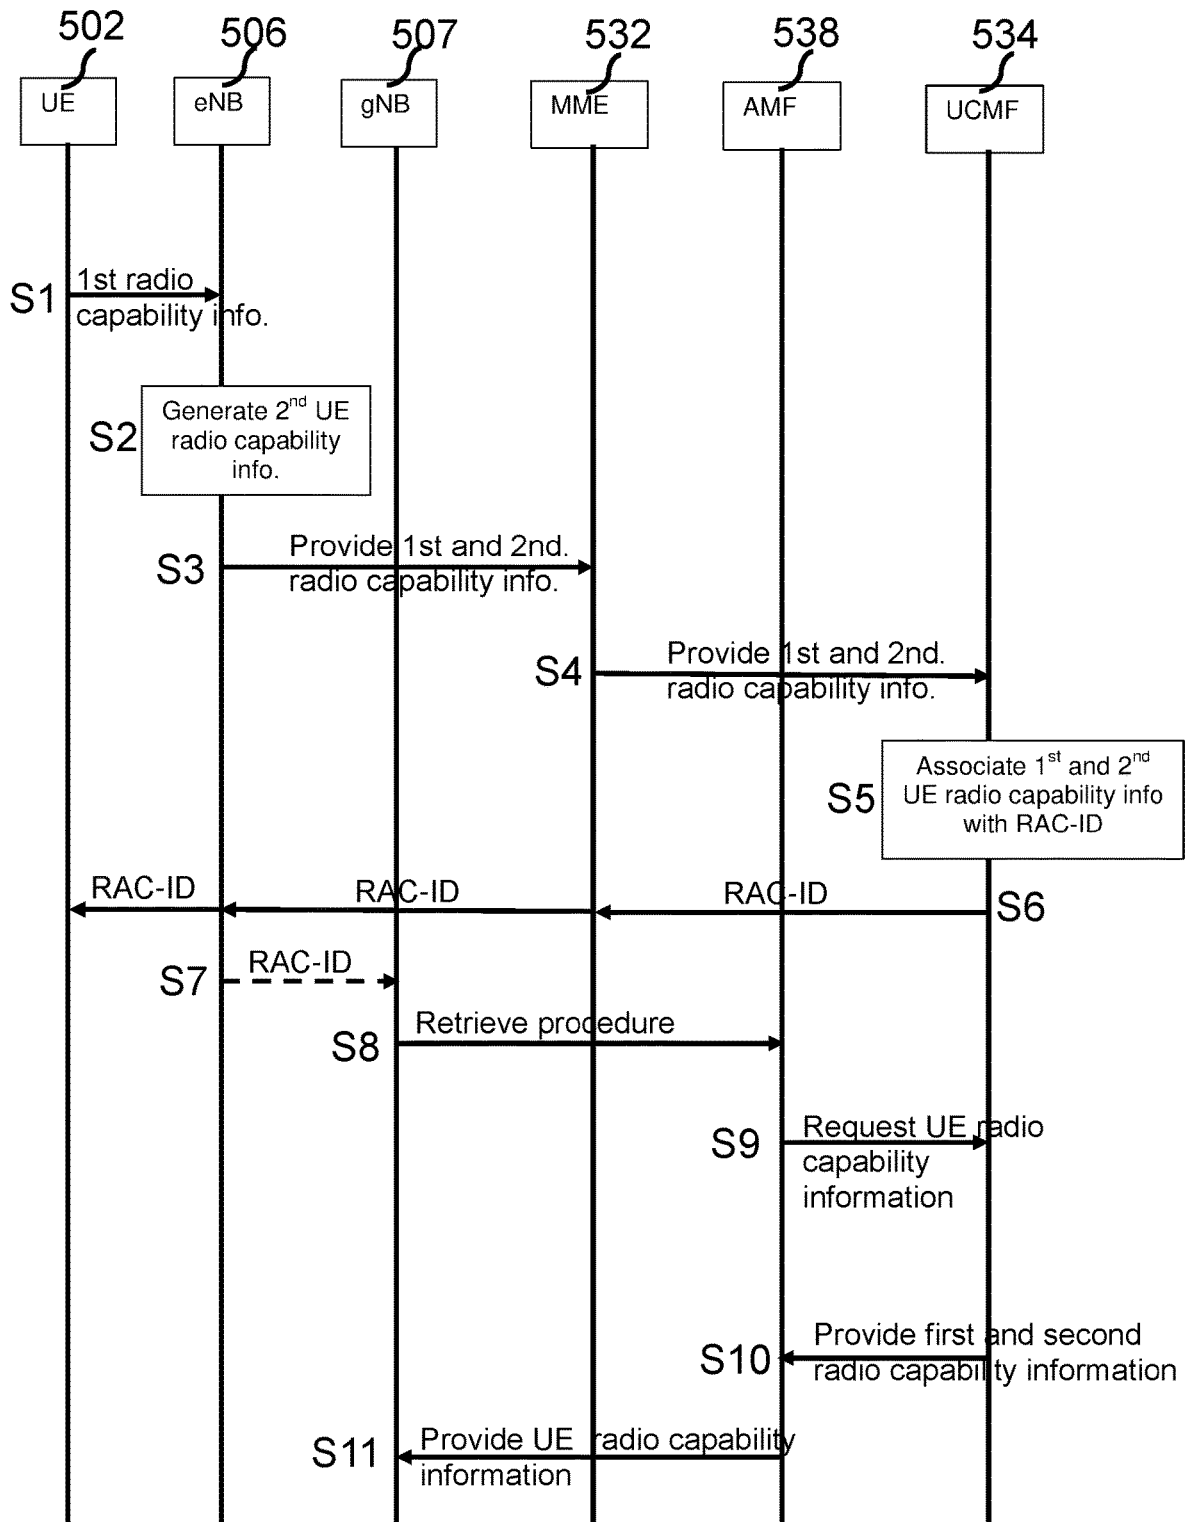 502
506
507
532
538
534
UE
eNB
gNB
MME
AMF
UCMF
S1
1st radio
capability info.
S2
Generate 2nd UE
radio capability
info.
S3
Provide 1st and 2nd.
radio capability info.
S4
Provide 1st and 2nd.
radio capability info.
S5
Associate 1st and 2nd
UE radio capability info
with RAC-ID
RAC-ID
RAC-ID
RAC-ID
S6
S7
RAC-ID
S8
Retrieve procedure
S9
Request UE radio
capability
information
S10
Provide first and second
radio capability information
S11
Provide UE radio capability
information